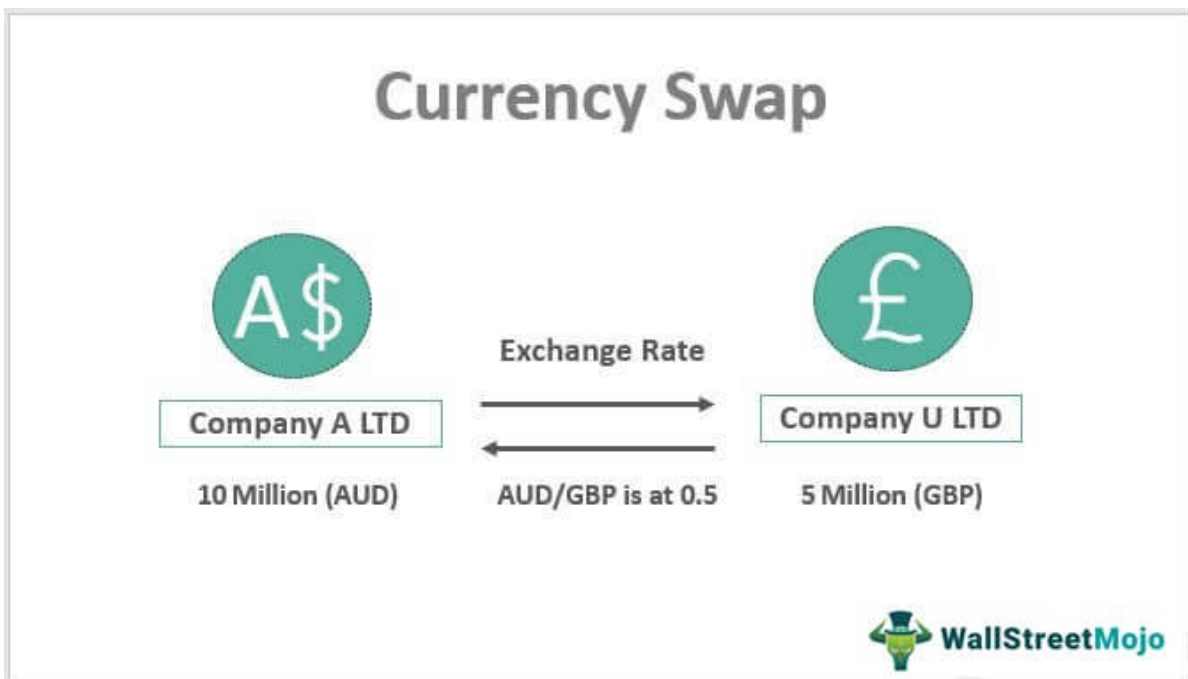 Currency Swap
A$
£
Exchange Rate
Company A LTD
Company U LTD
10 Million (AUD)
AUD/GBP is at 0.5
5 Million (GBP)
WallStreetMojo